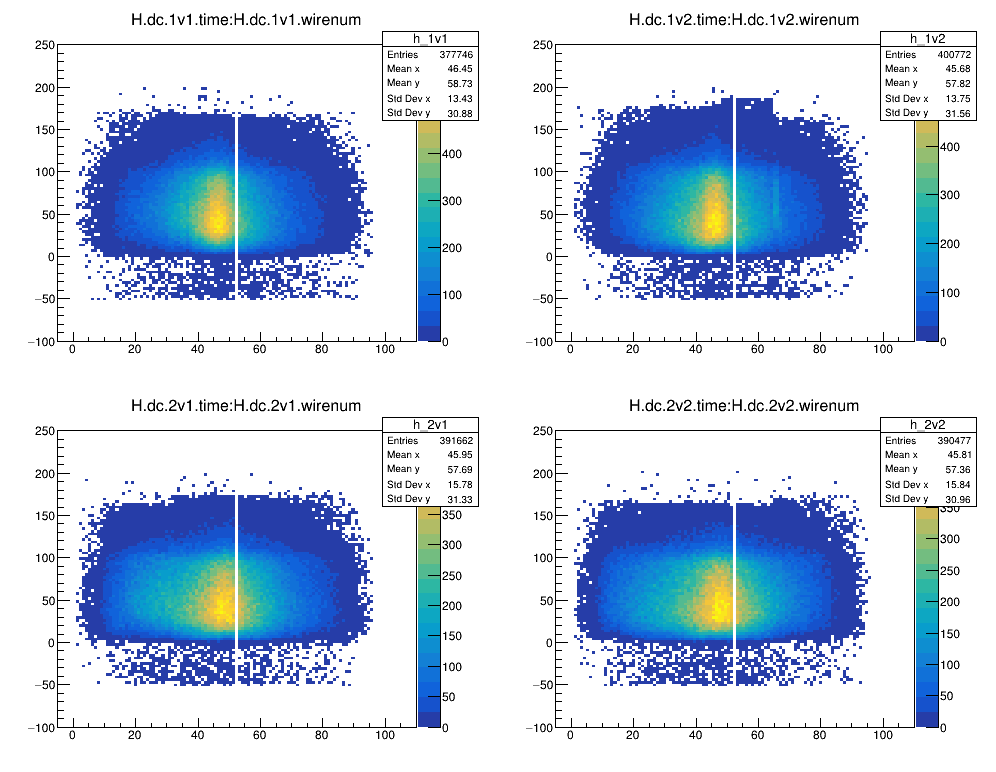 H.dc.1v1.time:H.dc.1v1.wirenum
h_1v1
Entries 377746
Mean x 46.45
Mean y 58.73
Std Dev x 13.43
Std Dev y 30.88
250
200
150
100
50
0
−50
−100
0 20 40 60 80 100
400
300
200
100
0
H.dc.1v2.time:H.dc.1v2.wirenum
h_1v2
Entries 400772
Mean x 45.68
Mean y 57.82
Std Dev x 13.75
Std Dev y 31.56
250
200
150
100
50
0
−50
−100
0 20 40 60 80 100
400
300
200
100
0
H.dc.2v1.time:H.dc.2v1.wirenum
h_2v1
Entries 391662
Mean x 45.95
Mean y 57.69
Std Dev x 15.78
Std Dev y 31.33
250
200
150
100
50
0
−50
−100
0 20 40 60 80 100
350
300
250
200
150
100
50
0
H.dc.2v2.time:H.dc.2v2.wirenum
h_2v2
Entries 390477
Mean x 45.81
Mean y 57.36
Std Dev x 15.84
Std Dev y 30.96
250
200
150
100
50
0
−50
−100
0 20 40 60 80 100
350
300
250
200
150
100
50
0